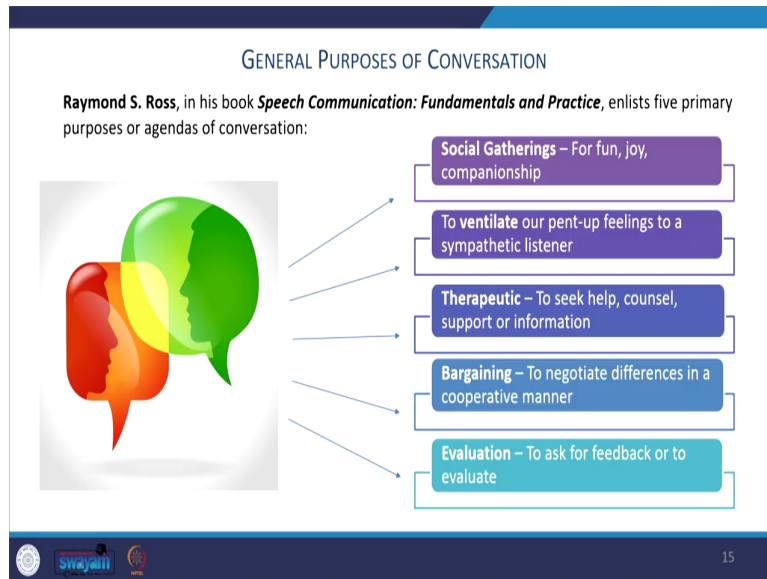 GENERAL PURPOSES OF CONVERSATION
Raymond S. Ross, in his book Speech Communication: Fundamentals and Practice, enlists five primary
purposes or agendas of conversation:
Social Gatherings – For fun, joy,
companionship
To ventilate our pent-up feelings to a
sympathetic listener
Therapeutic – To seek help, counsel,
support or information
Bargaining – To negotiate differences in a
cooperative manner
Evaluation – To ask for feedback or to
evaluate
swayam
15